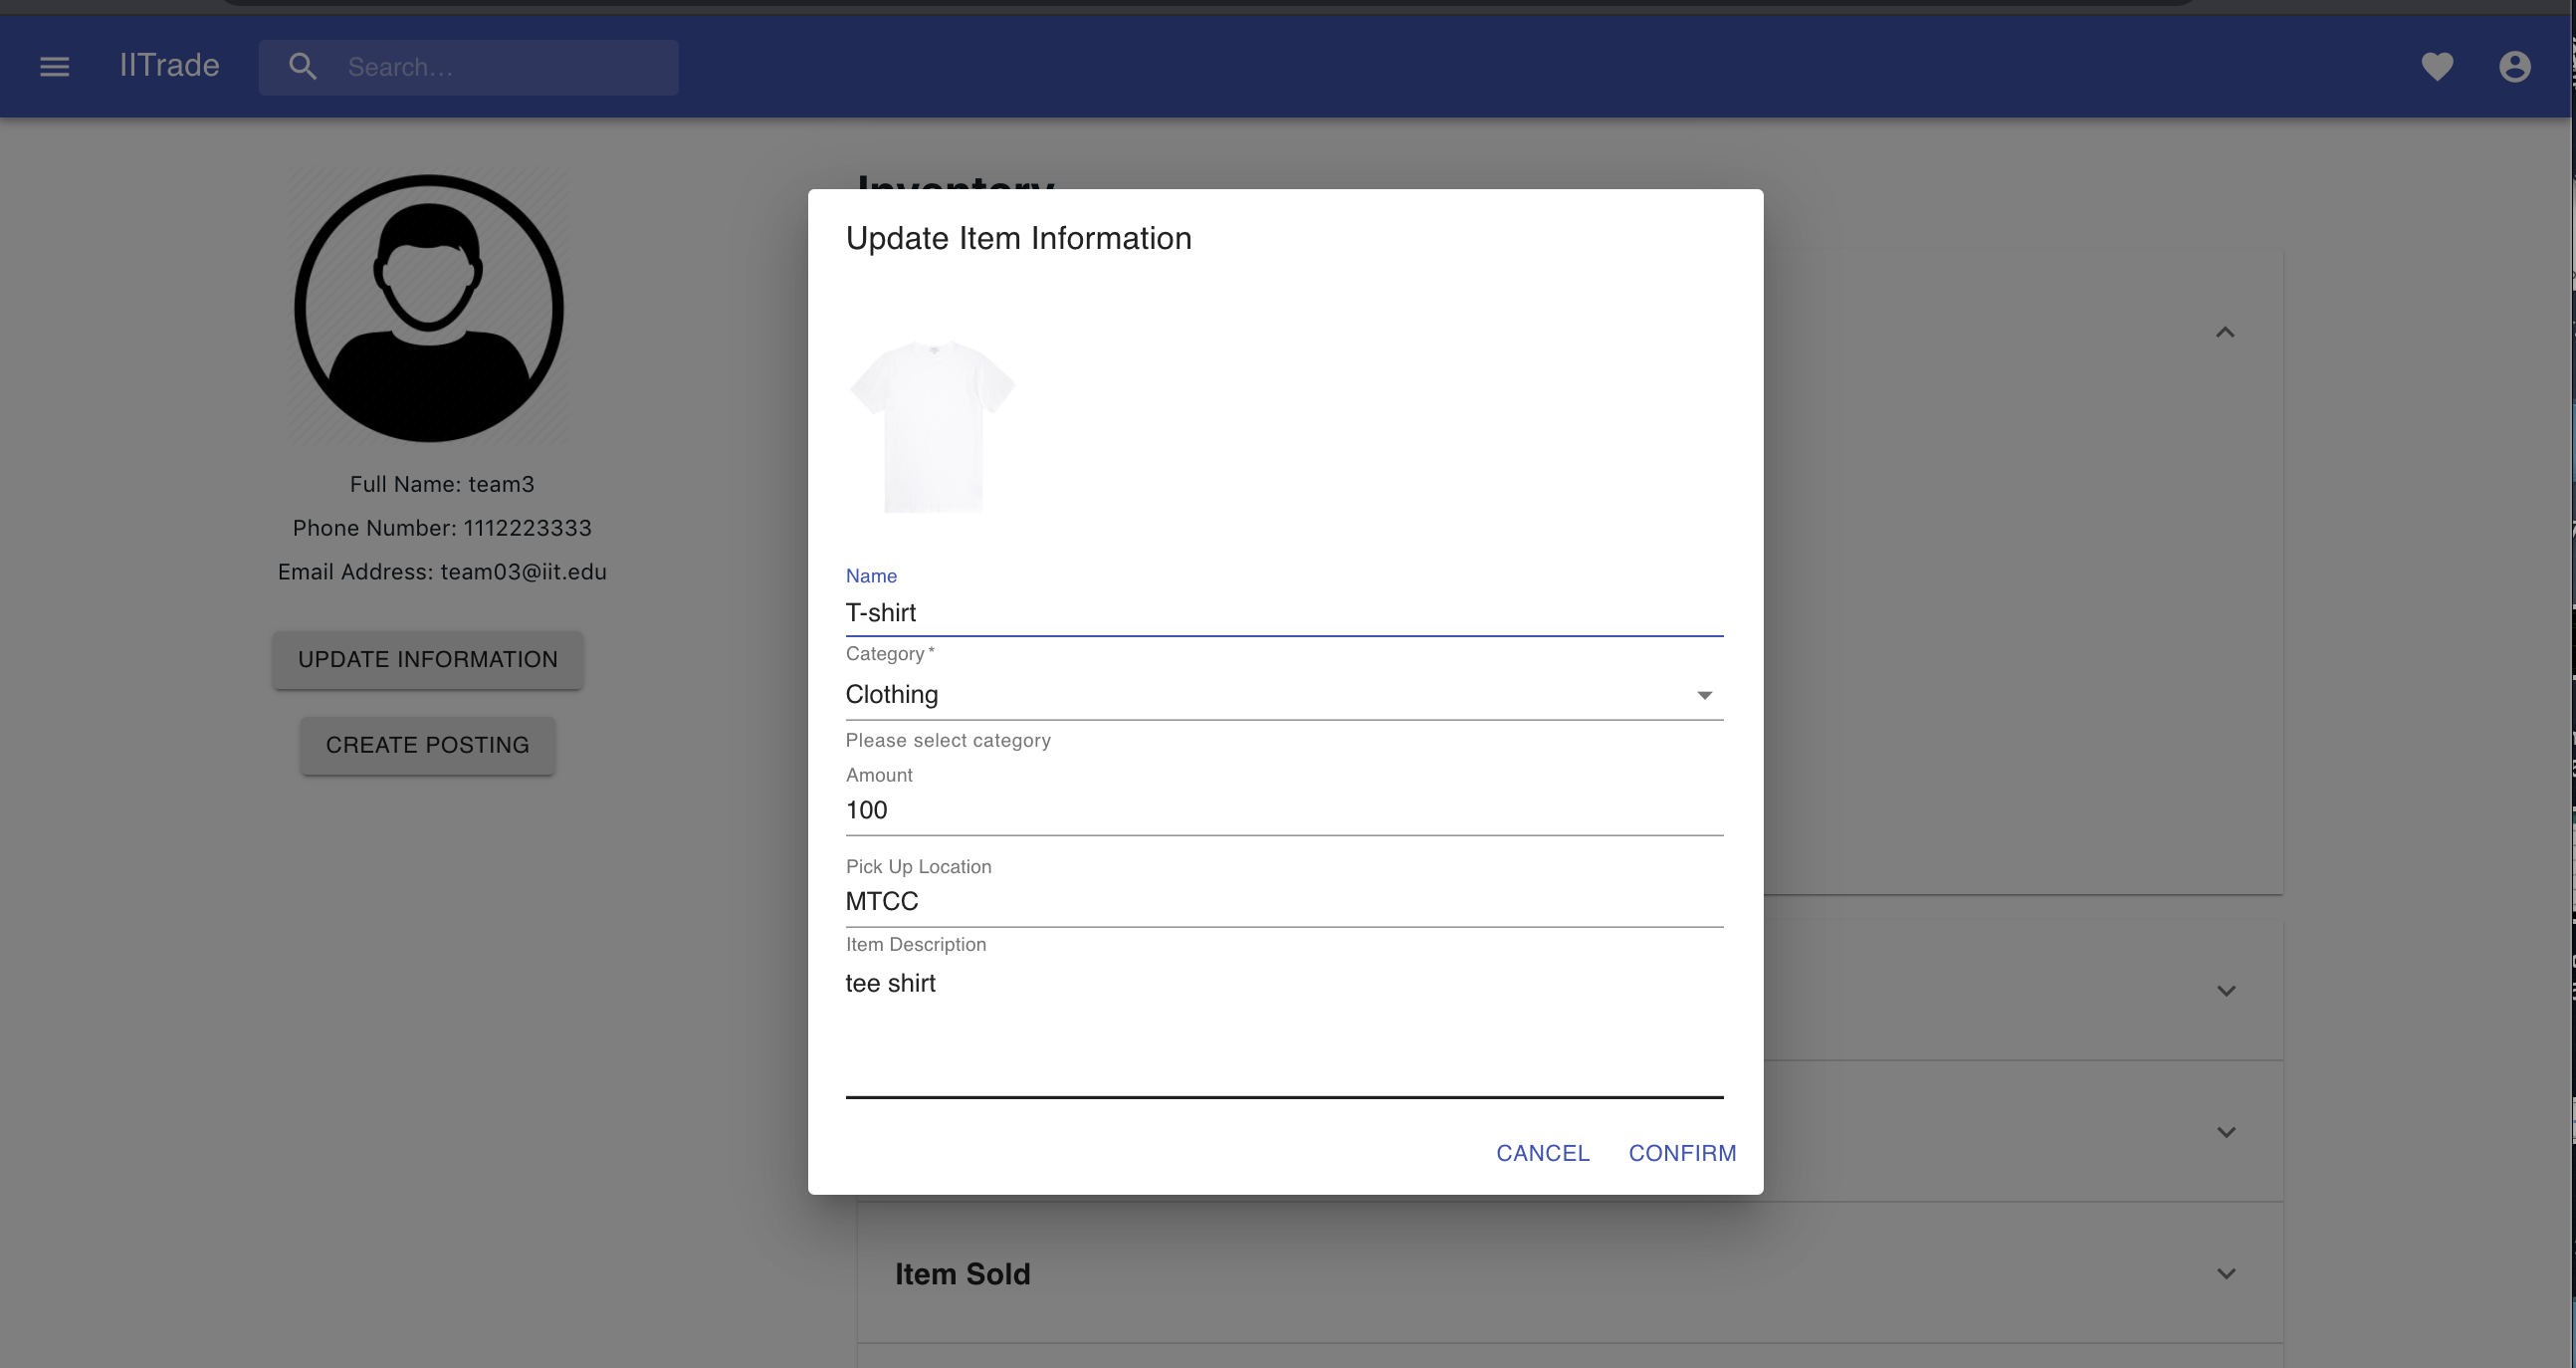 IITrade
Search...
Inventory
Update Item Information
Full Name: team3
Phone Number: 1112223333
Email Address: team03@iit.edu
UPDATE INFORMATION
CREATE POSTING
Name
T-shirt
Category *
Clothing
Please select category
Amount
100
Pick Up Location
MTCC
Item Description
tee shirt
CANCEL CONFIRM
Item Sold